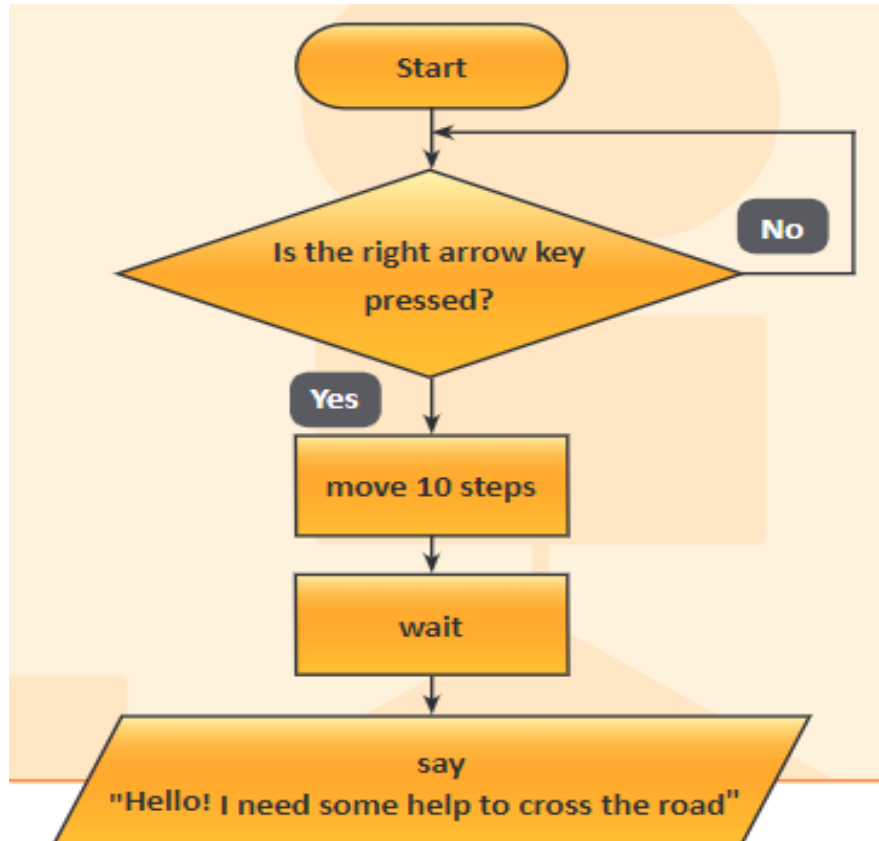 Start
Is the right arrow key
pressed?
No
Yes
move 10 steps
wait
say
"Hello! I need some help to cross the road"